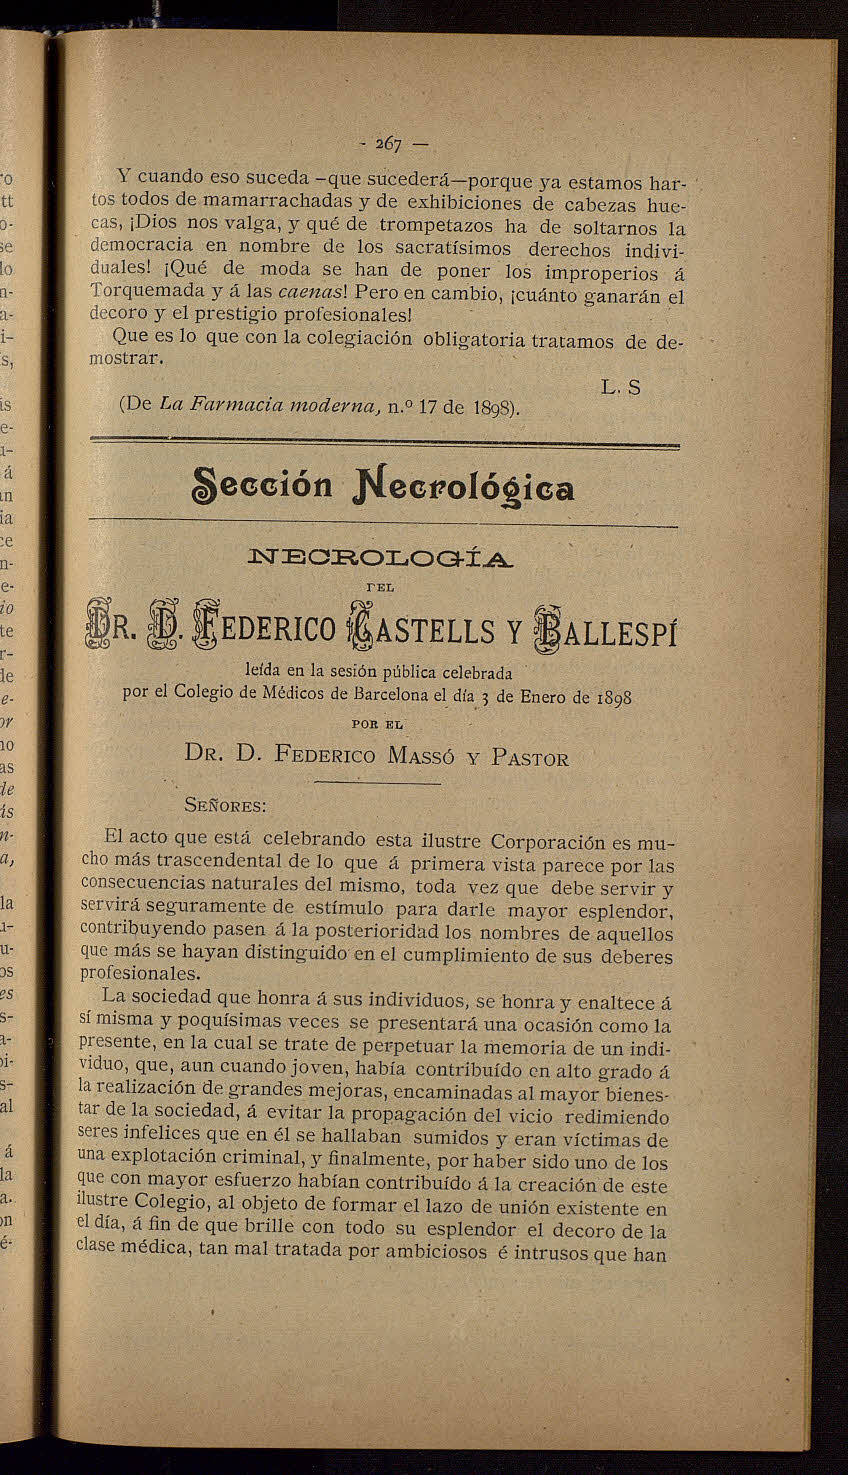 - 267 —
Y cuando eso suceda –que sucederá—porque ya estamos har-
tos todos de mamarrachadas y de exhibiciones de cabezas hue-
cas, ¡Dios nos valga, y qué de trompetazos ha de soltarnos la
democracia en nombre de los sacratísimos derechos indivi-
duales! ¡Qué de moda se han de poner los improperios á
Torquemada y á las caenas! Pero en cambio, ¡cuánto ganarán el
decoro y el prestigio profesionales!
Que es lo que con la colegiación obligatoria tratamos de de-
mostrar.
L. S
(De La Farmacia moderna, n.º 17 de 1898).
Sección Necrológica
NECROLOGÍA
DEL
DR. D. FEDERICO CASTELLS Y BALLESPÍ
leída en la sesión pública celebrada
por el Colegio de Médicos de Barcelona el día 3 de Enero de 1898
POR EL
DR. D. FEDERICO MASSÓ Y PASTOR
SEÑORES:
El acto que está celebrando esta ilustre Corporación es mu-
cho más trascendental de lo que á primera vista parece por las
consecuencias naturales del mismo, toda vez que debe servir y
servirá seguramente de estímulo para darle mayor esplendor,
contribuyendo pasen á la posterioridad los nombres de aquellos
que más se hayan distinguido en el cumplimiento de sus deberes
profesionales.
La sociedad que honra á sus individuos, se honra y enaltece á
sí misma y poquísimas veces se presentará una ocasión como la
presente, en la cual se trate de perpetuar la memoria de un indi-
viduo, que, aun cuando joven, había contribuído en alto grado á
la realización de grandes mejoras, encaminadas al mayor bienes-
tar de la sociedad, á evitar la propagación del vicio redimiendo
seres infelices que en él se hallaban sumidos y eran víctimas de
una explotación criminal, y finalmente, por haber sido uno de los
que con mayor esfuerzo habían contribuído á la creación de este
ilustre Colegio, al objeto de formar el lazo de unión existente en
el día, á fin de que brille con todo su esplendor el decoro de la
clase médica, tan mal tratada por ambiciosos é intrusos que han